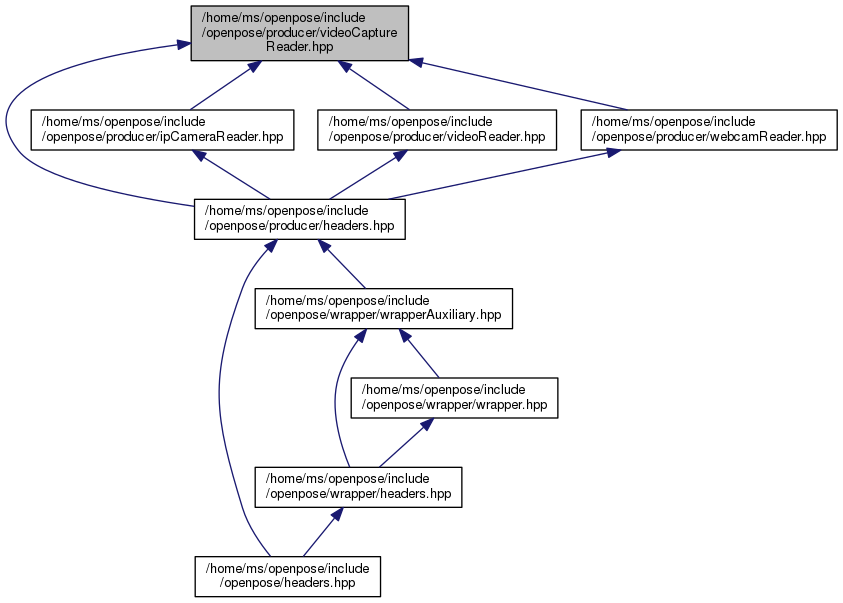 /home/ms/openpose/include
/openpose/producer/videoCapture
Reader.hpp
/home/ms/openpose/include
/openpose/producer/ipCameraReader.hpp
/home/ms/openpose/include
/openpose/producer/videoReader.hpp
/home/ms/openpose/include
/openpose/producer/webcamReader.hpp
/home/ms/openpose/include
/openpose/producer/headers.hpp
/home/ms/openpose/include
/openpose/wrapper/wrapperAuxiliary.hpp
/home/ms/openpose/include
/openpose/wrapper/wrapper.hpp
/home/ms/openpose/include
/openpose/wrapper/headers.hpp
/home/ms/openpose/include
/openpose/headers.hpp